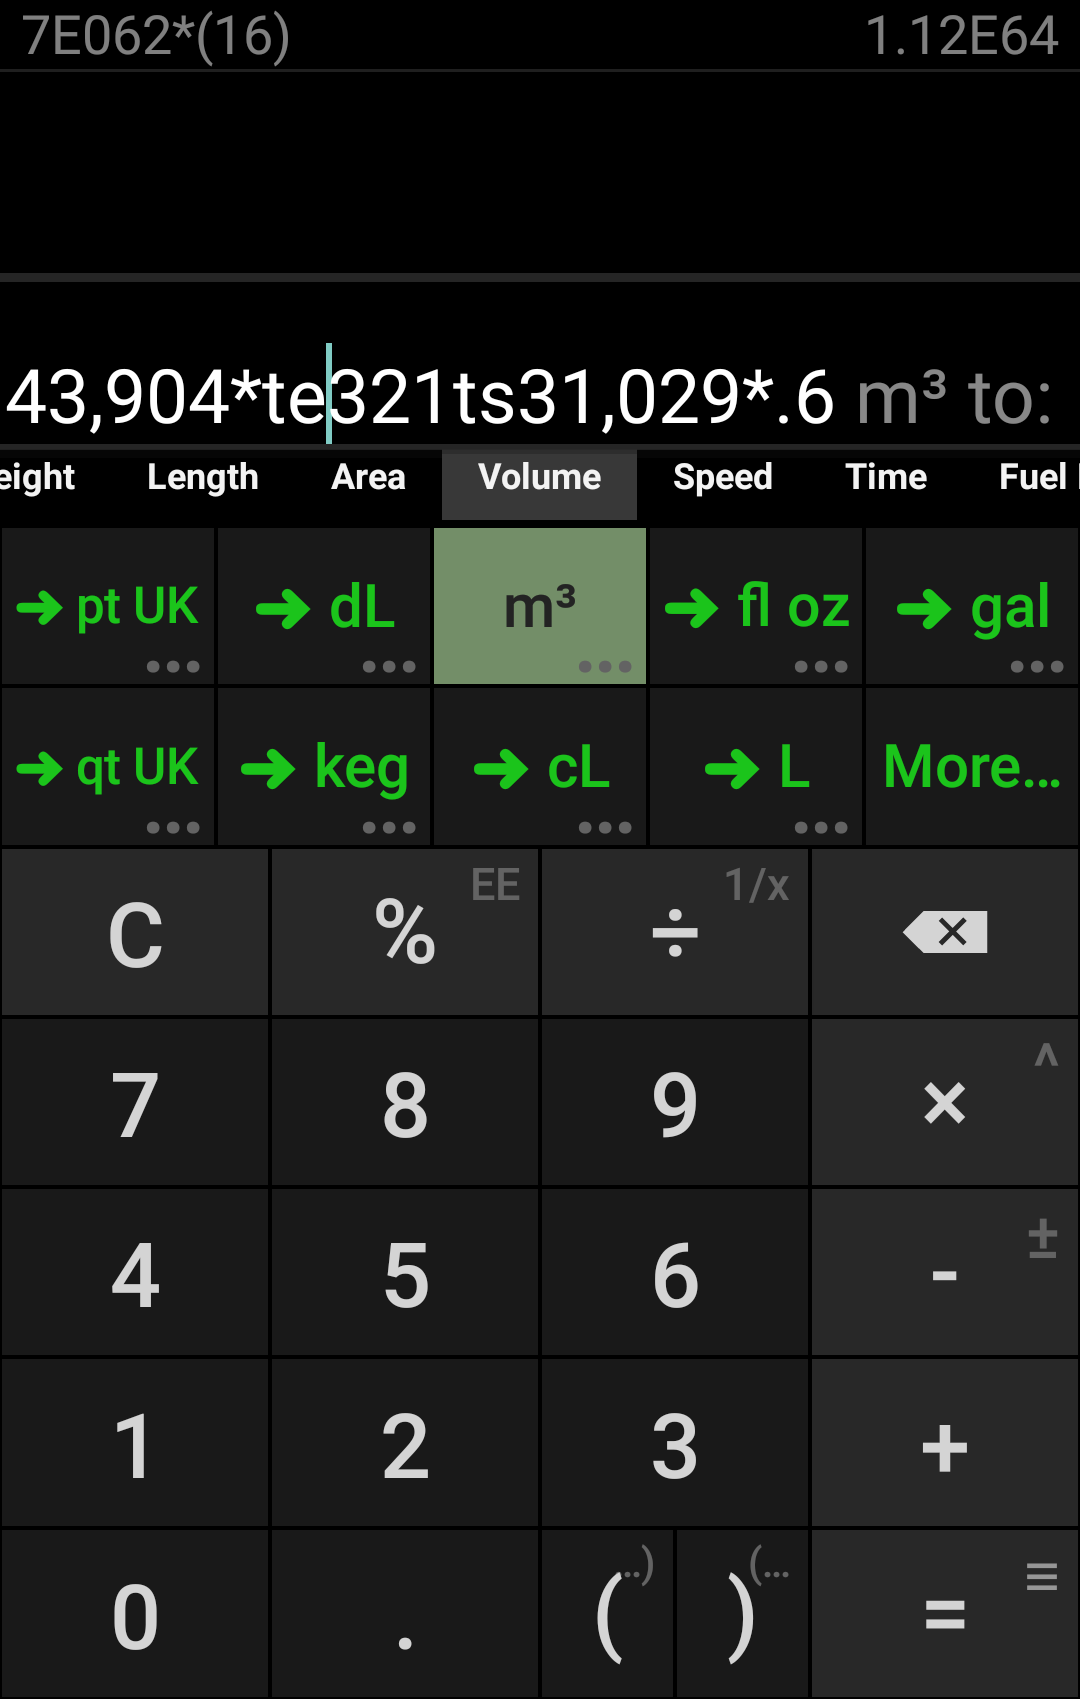 7E062*(16) 1.12E64
43,904*te321ts31,029*.6 m³ to:
eight Length Area Volume Speed Time Fuel
➔ pt UK ➔ dL m³ ➔ fl oz ➔ gal
➔ qt UK ➔ keg ➔ cL ➔ L More...
C % EE ÷ 1/x
7 8 9 × ^
4 5 6 - ±
1 2 3 + 
0 . ( ..) ) (... = ≡